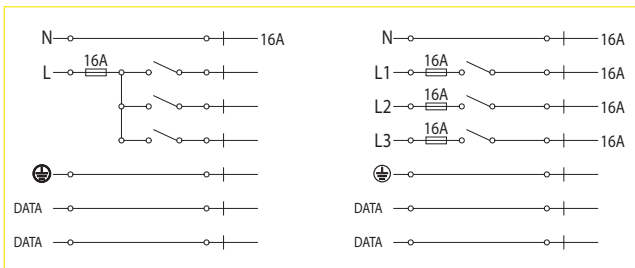 N 16A
L 16A
DATA
DATA
N 16A
L1 16A 16A
L2 16A 16A
L3 16A 16A
DATA
DATA